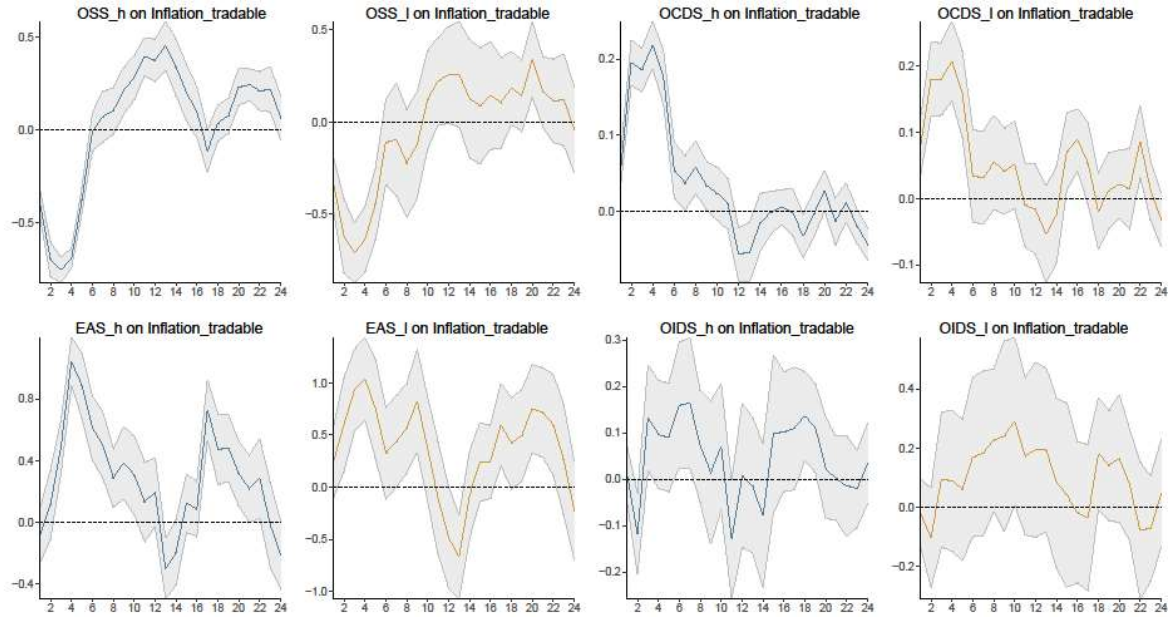 OSS_h on Inflation_tradable
0.5
0.0
−0.5
2 4 6 8 10 12 14 16 18 20 22 24
OSS_l on Inflation_tradable
0.5
0.0
−0.5
2 4 6 8 10 12 14 16 18 20 22 24
OCDS_h on Inflation_tradable
0.2
0.1
0.0
2 4 6 8 10 12 14 16 18 20 22 24
OCDS_l on Inflation_tradable
0.2
0.1
0.0
−0.1
2 4 6 8 10 12 14 16 18 20 22 24
EAS_h on Inflation_tradable
0.8
0.4
0.0
−0.4
2 4 6 8 10 12 14 16 18 20 22 24
EAS_l on Inflation_tradable
1.0
0.5
0.0
−0.5
−1.0
2 4 6 8 10 12 14 16 18 20 22 24
OIDS_h on Inflation_tradable
0.3
0.2
0.1
0.0
−0.1
−0.2
2 4 6 8 10 12 14 16 18 20 22 24
OIDS_l on Inflation_tradable
0.4
0.2
0.0
−0.2
2 4 6 8 10 12 14 16 18 20 22 24